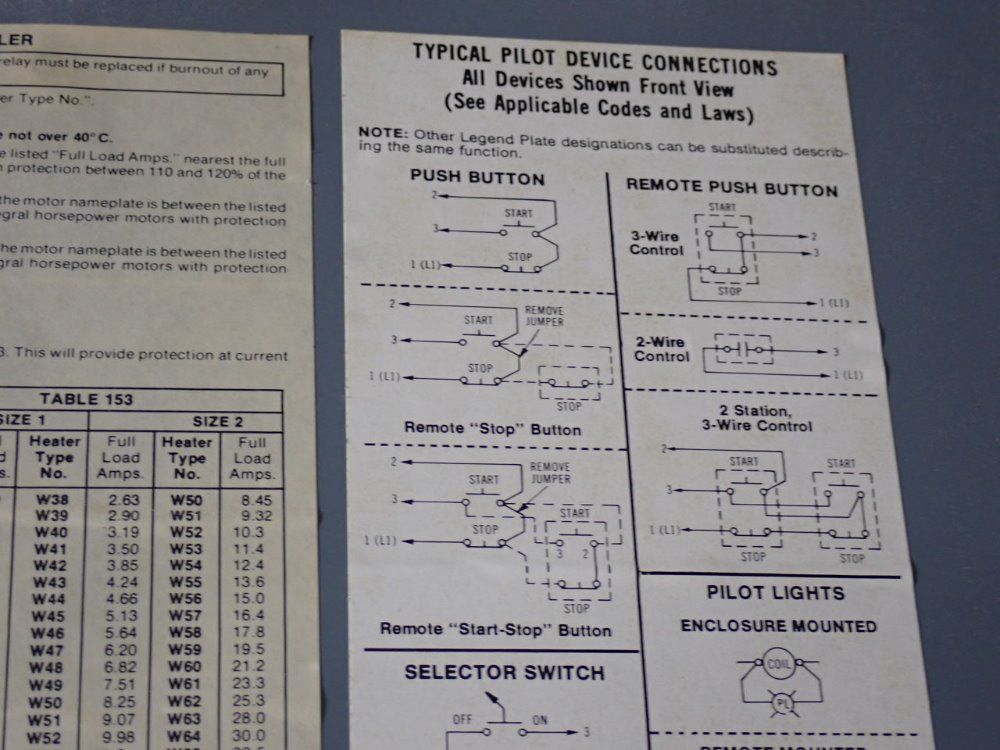 LER
relay must be replaced if burnout of any
er Type No.".
e not over 40°C.
e listed "Full Load Amps." nearest the full
n protection between 110 and 120% of the
the motor nameplate is between the listed
egral horsepower motors with protection
he motor nameplate is between the listed
gral horsepower motors with protection
3. This will provide protection at current
TABLE 153
SIZE 1 SIZE 2
Heater Full Heater Full
d Type Load Type Load
s. No. Amps. No. Amps.
W38 2.63 W50 8.45
W39 2.90 W51 9.32
W40 3.19 W52 10.3
W41 3.50 W53 11.4
W42 3.85 W54 12.4
W43 4.24 W55 13.6
W44 4.66 W56 15.0
W45 5.13 W57 16.4
W46 5.64 W58 17.8
W47 6.20 W59 19.5
W48 6.82 W60 21.2
W49 7.51 W61 23.3
W50 8.25 W62 25.3
W51 9.07 W63 28.0
W52 9.98 W64 30.0
TYPICAL PILOT DEVICE CONNECTIONS
All Devices Shown Front View
(See Applicable Codes and Laws)
NOTE: Other Legend Plate designations can be substituted describ-
ing the same function.
PUSH BUTTON
2
START
3
STOP
1 (L1)
2
REMOVE
START
JUMPER
3
STOP
1 (L1)
STOP
Remote "Stop" Button
2
REMOVE
START
JUMPER
3
START
STOP
1 (L1)
3 2
STOP
Remote "Start-Stop" Button
SELECTOR SWITCH
OFF ON
3
REMOTE PUSH BUTTON
START
3-Wire
Control
2
3
STOP
1 (L1)
2-Wire
Control
3
1 (L1)
2 Station,
3-Wire Control
2
START START
3
1 (L1)
STOP STOP
PILOT LIGHTS
ENCLOSURE MOUNTED
COIL
PL
REMOTE MOUNTED